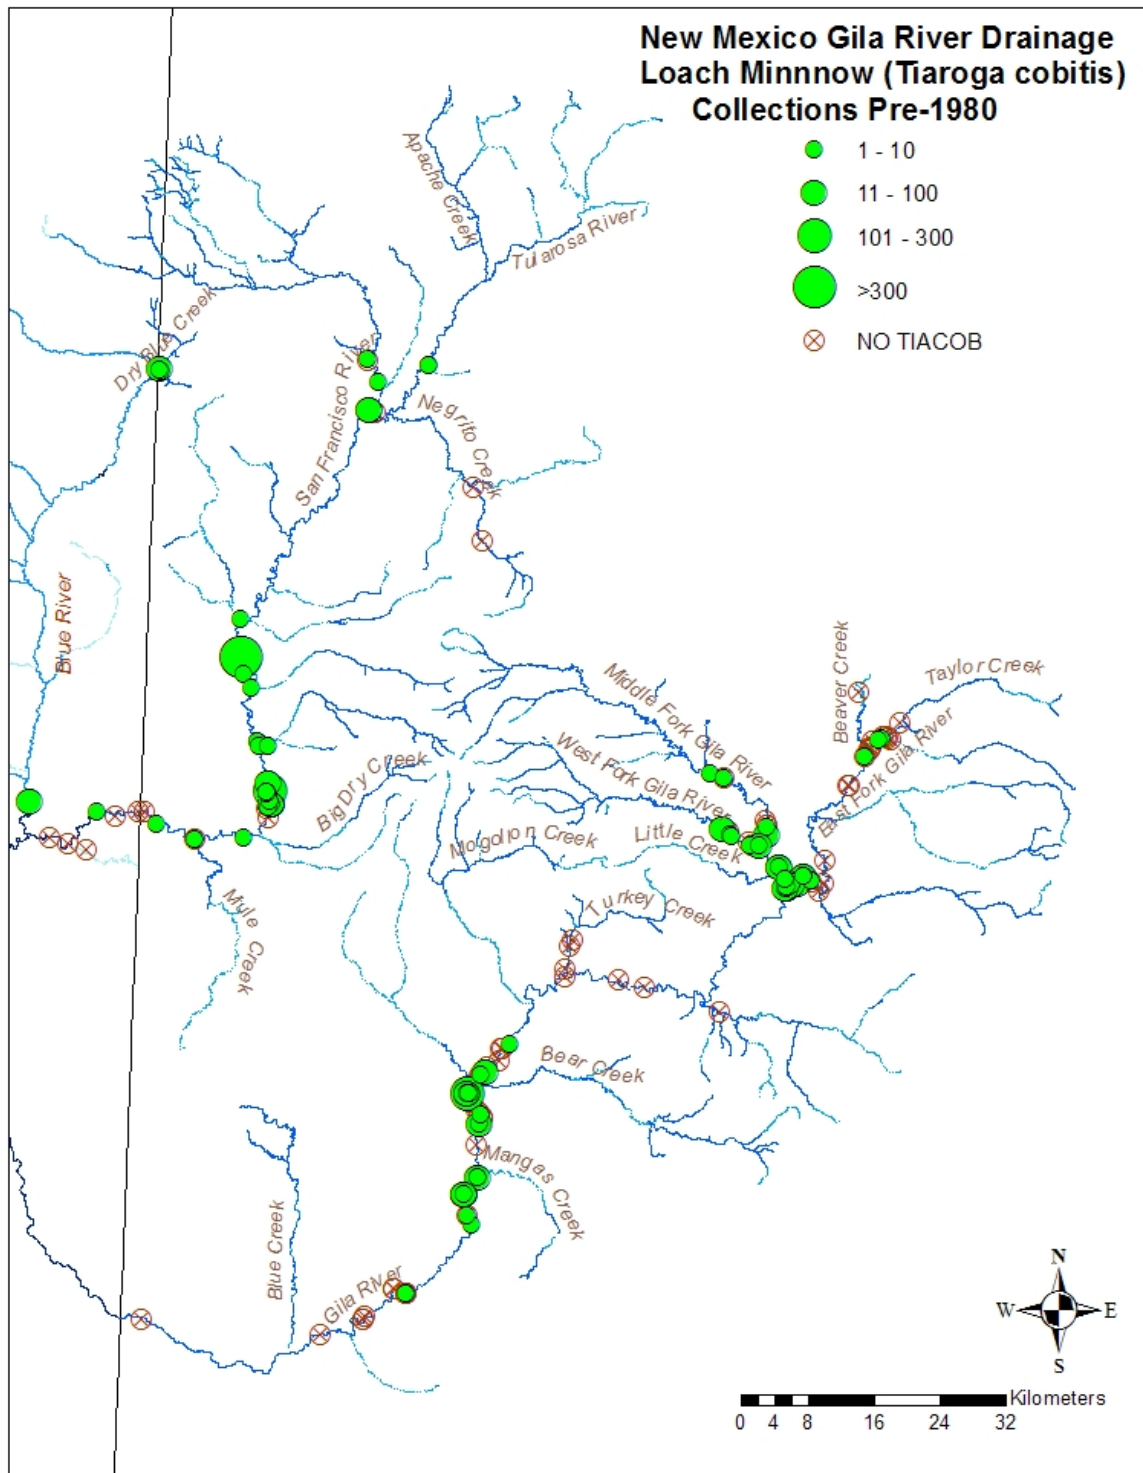 New Mexico Gila River Drainage
Loach Minnnow (Tiaroga cobitis)
Collections Pre-1980
1 - 10
11 - 100
101 - 300
>300
NO TIACOB
Apache Creek
Tularosa River
Dry Blue Creek
San Francisco River
Negrito Creek
Blue River
Middle Fork Gila River
Beaver Creek
Taylor Creek
West Fork Gila River
East Fork Gila River
Big Dry Creek
Mogollon Creek
Little Creek
Turkey Creek
Mule Creek
Bear Creek
Mangas Creek
Blue Creek
Gila River
N
W E
S
Kilometers
0 4 8 16 24 32